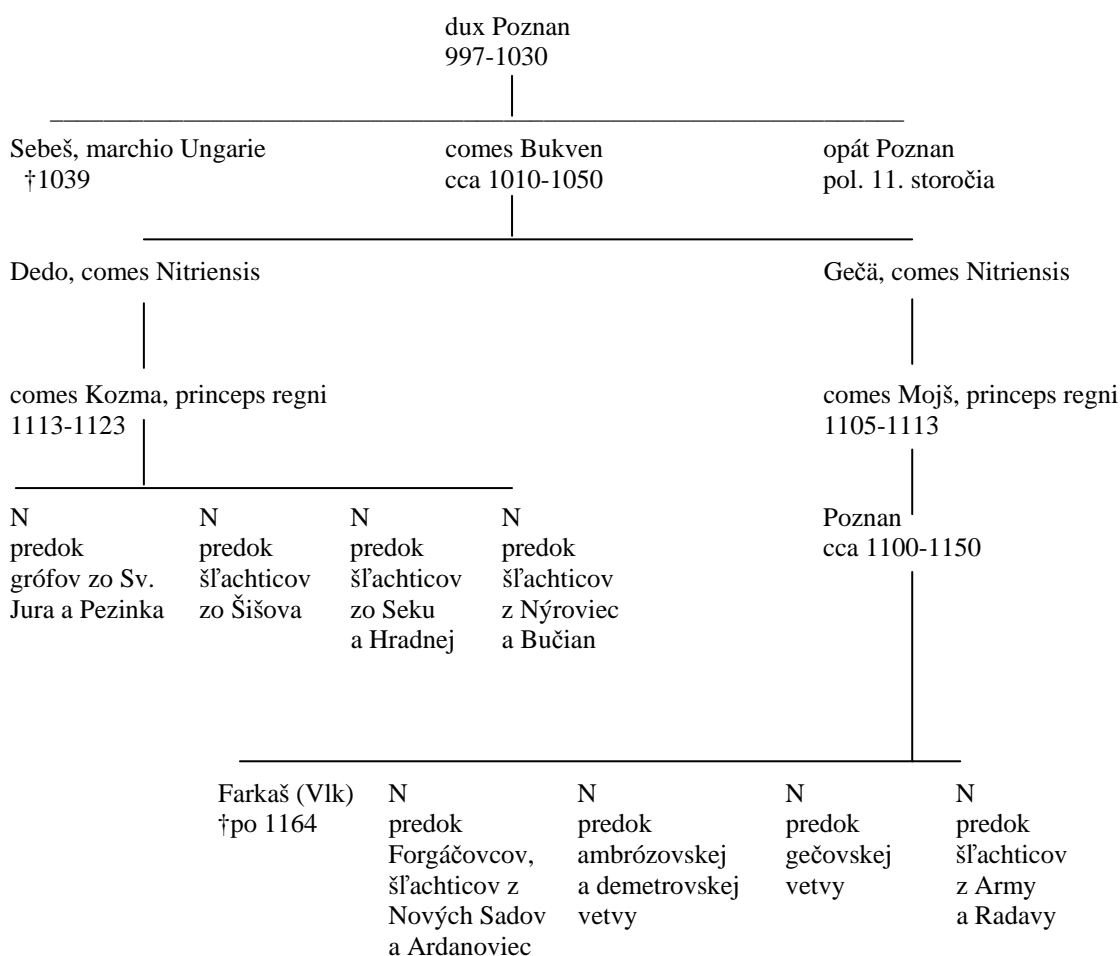 dux Poznan
997-1030
Sebeš, marchio Ungarie
†1039
comes Bukven
cca 1010-1050
opát Poznan
pol. 11. storočia
Dedo, comes Nitriensis
Gečä, comes Nitriensis
comes Kozma, princeps regni
1113-1123
comes Mojš, princeps regni
1105-1113
N
predok
grófov zo Sv.
Jura a Pezinka
N
predok
šľachticov
zo Šišova
N
predok
šľachticov
zo Seku
a Hradnej
N
predok
šľachticov
z Nýroviec
a Bučian
Poznan
cca 1100-1150
Farkaš (Vlk)
†po 1164
N
predok
Forgáčovcov,
šľachticov z
Nových Sadov
a Ardanoviec
N
predok
ambrózovskej
a demetrovskej
vetvy
N
predok
gečovskej
vetvy
N
predok
šľachticov
z Army
a Radavy